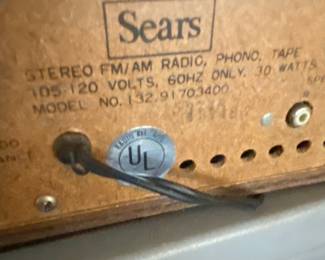 Sears
STEREO FM/AM RADIO, PHONO, TAPE
105-120 VOLTS, 60HZ ONLY. 30 WATTS
MODEL NO. 132.91703400
UL